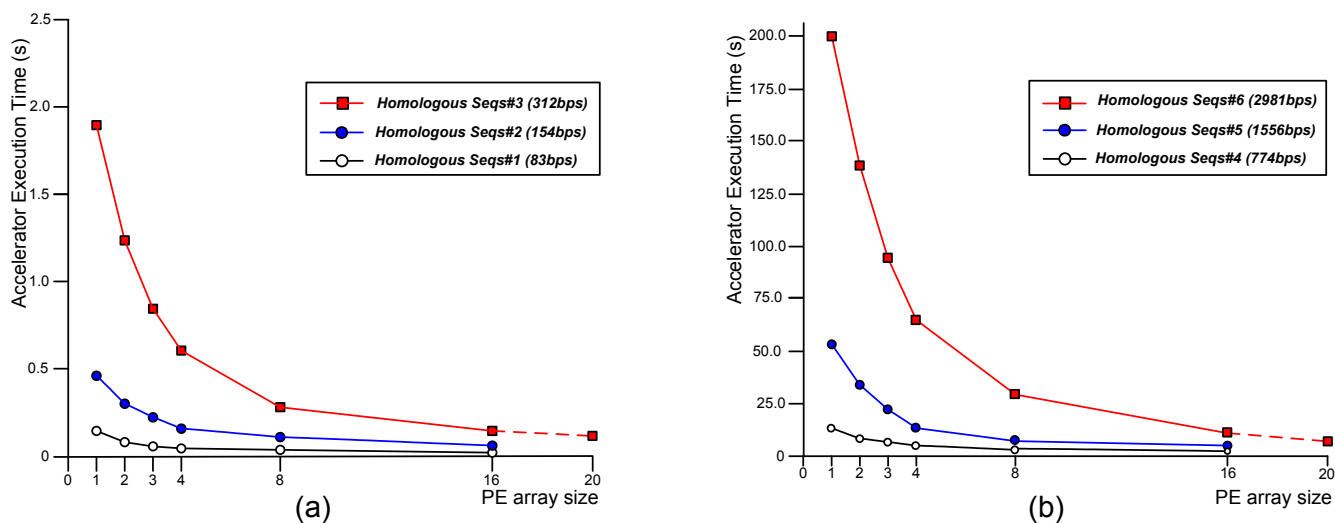 Accelerator Execution Time (s)
2.5
2.0
1.5
1.0
0.5
0
Homologous Seqs#3 (312bps)
Homologous Seqs#2 (154bps)
Homologous Seqs#1 (83bps)
0 1 2 3 4 8 16 20
PE array size
(a)
Accelerator Execution Time (s)
200.0
175.0
150.0
125.0
100.0
75.0
50.0
25.0
0
Homologous Seqs#6 (2981bps)
Homologous Seqs#5 (1556bps)
Homologous Seqs#4 (774bps)
0 1 2 3 4 8 16 20
PE array size
(b)